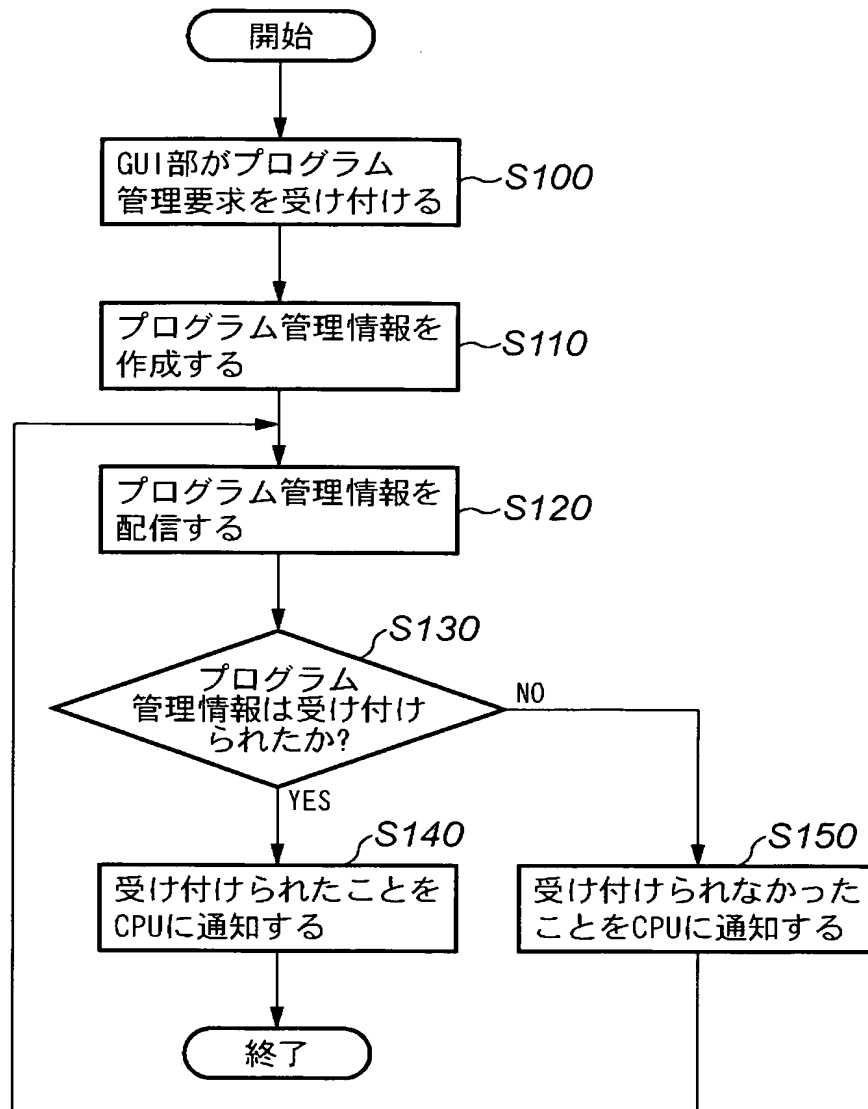 開始
GUI部がプログラム
管理要求を受け付ける
S100
プログラム管理情報を
作成する
S110
プログラム管理情報を
配信する
S120
S130
プログラム
管理情報は受け付け
られたか?
NO
YES
S140
受け付けられたことを
CPUに通知する
S150
受け付けられなかった
ことをCPUに通知する
終了